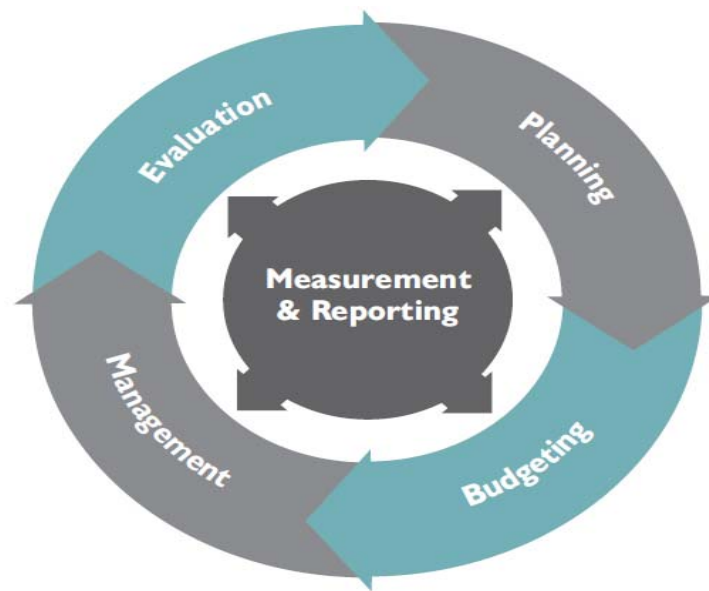 Evaluation
Planning
Measurement
& Reporting
Management
Budgeting